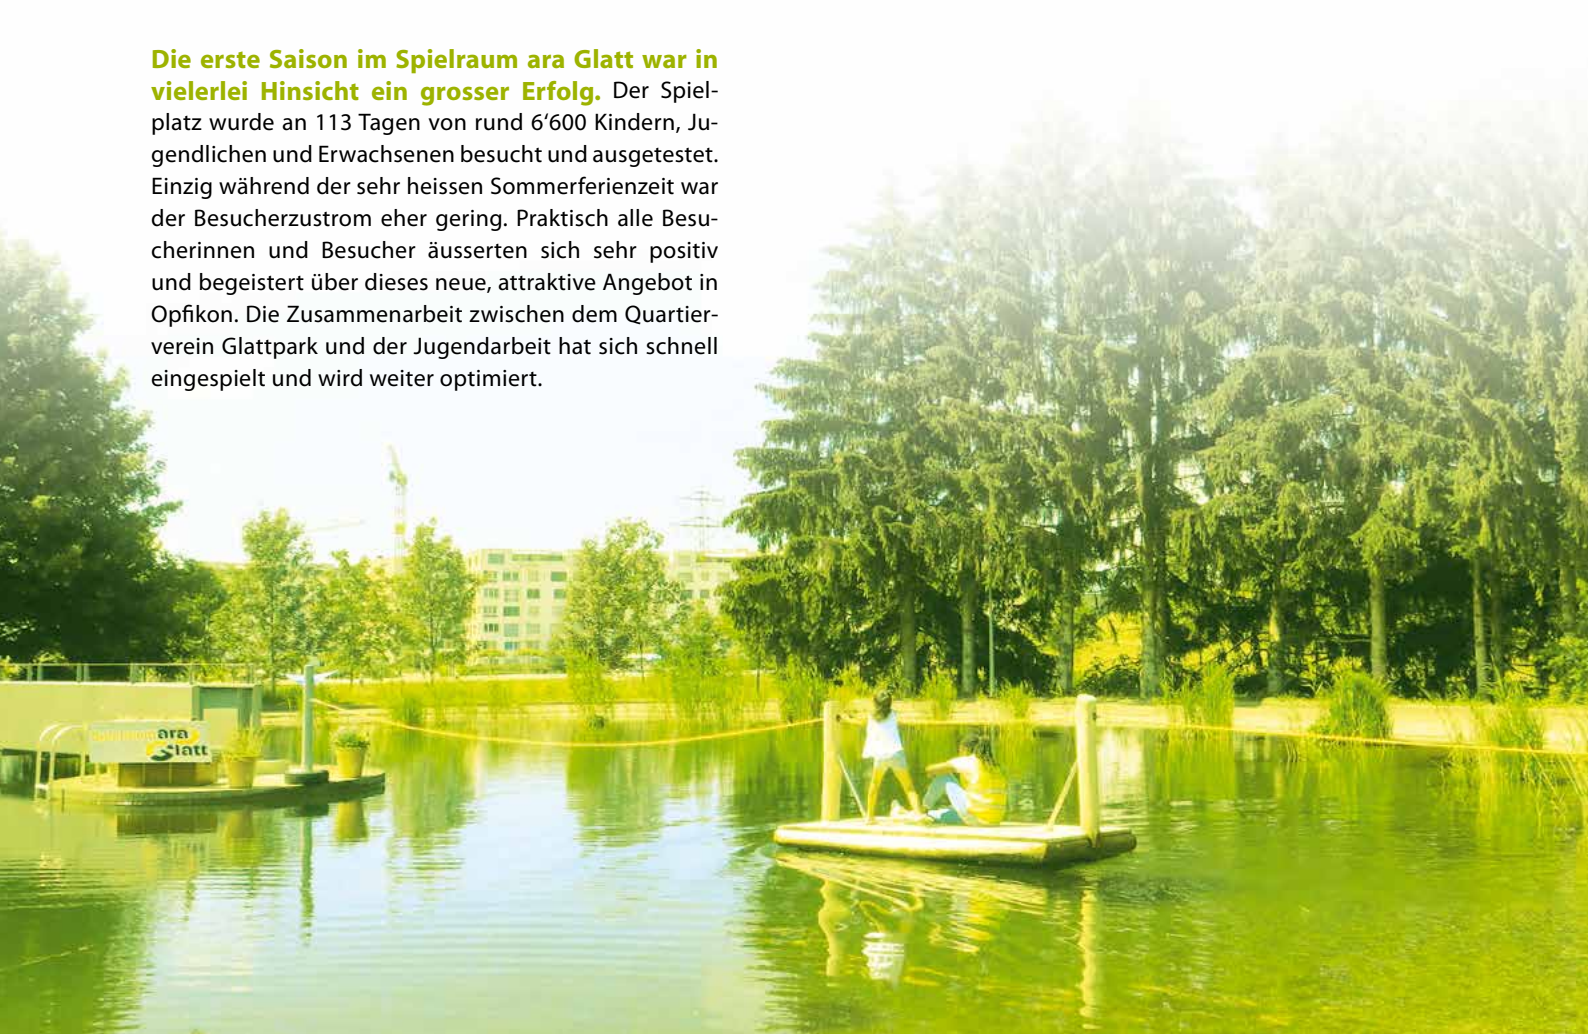 Die erste Saison im Spielraum ara Glatt war in
vielerlei Hinsicht ein grosser Erfolg. Der Spiel-
platz wurde an 113 Tagen von rund 6‘600 Kindern, Ju-
gendlichen und Erwachsenen besucht und ausgetestet.
Einzig während der sehr heissen Sommerferienzeit war
der Besucherzustrom eher gering. Praktisch alle Besu-
cherinnen und Besucher äusserten sich sehr positiv
und begeistert über dieses neue, attraktive Angebot in
Opfikon. Die Zusammenarbeit zwischen dem Quartier-
verein Glattpark und der Jugendarbeit hat sich schnell
eingespielt und wird weiter optimiert.
Spielraum ara
Glatt